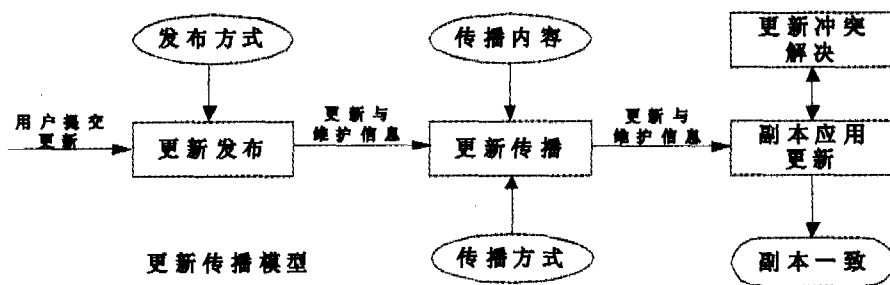 发布方式
传播内容
更新冲突
解决
用户提交
更新
更新发布
更新与
维护信息
更新传播
更新与
维护信息
副本应用
更新
更新传播模型
传播方式
副本一致